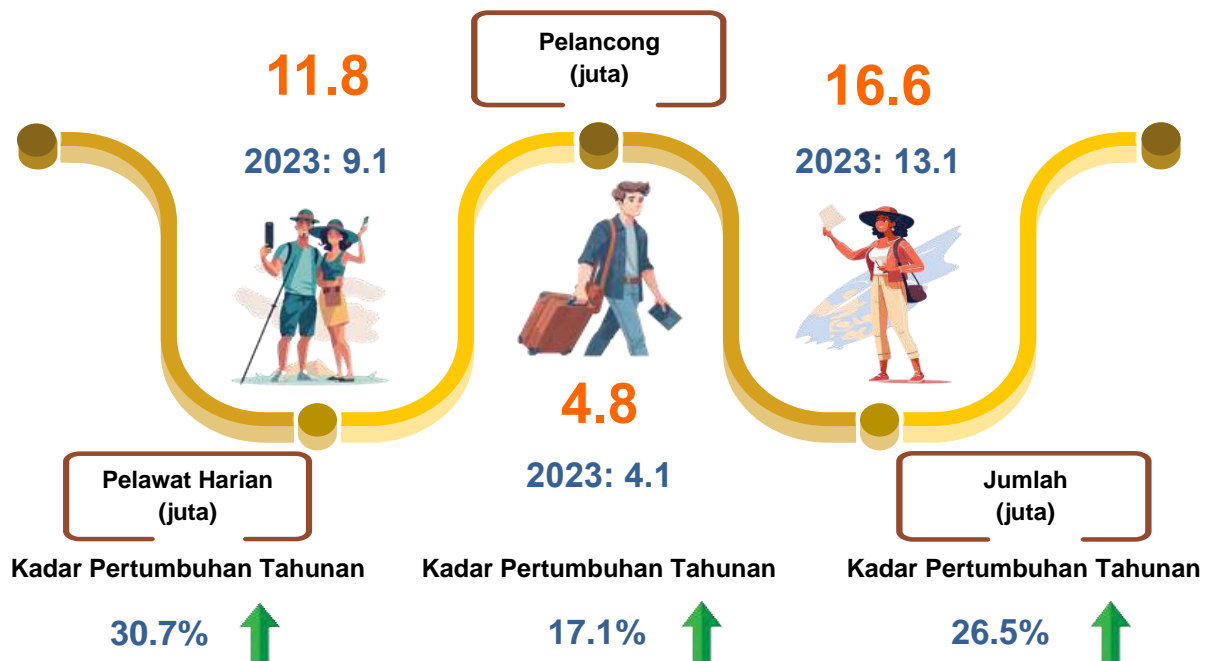 Pelancong
(juta)
11.8
2023: 9.1
16.6
2023: 13.1
4.8
2023: 4.1
Pelawat Harian
(juta)
Jumlah
(juta)
Kadar Pertumbuhan Tahunan
30.7%
Kadar Pertumbuhan Tahunan
17.1%
Kadar Pertumbuhan Tahunan
26.5%